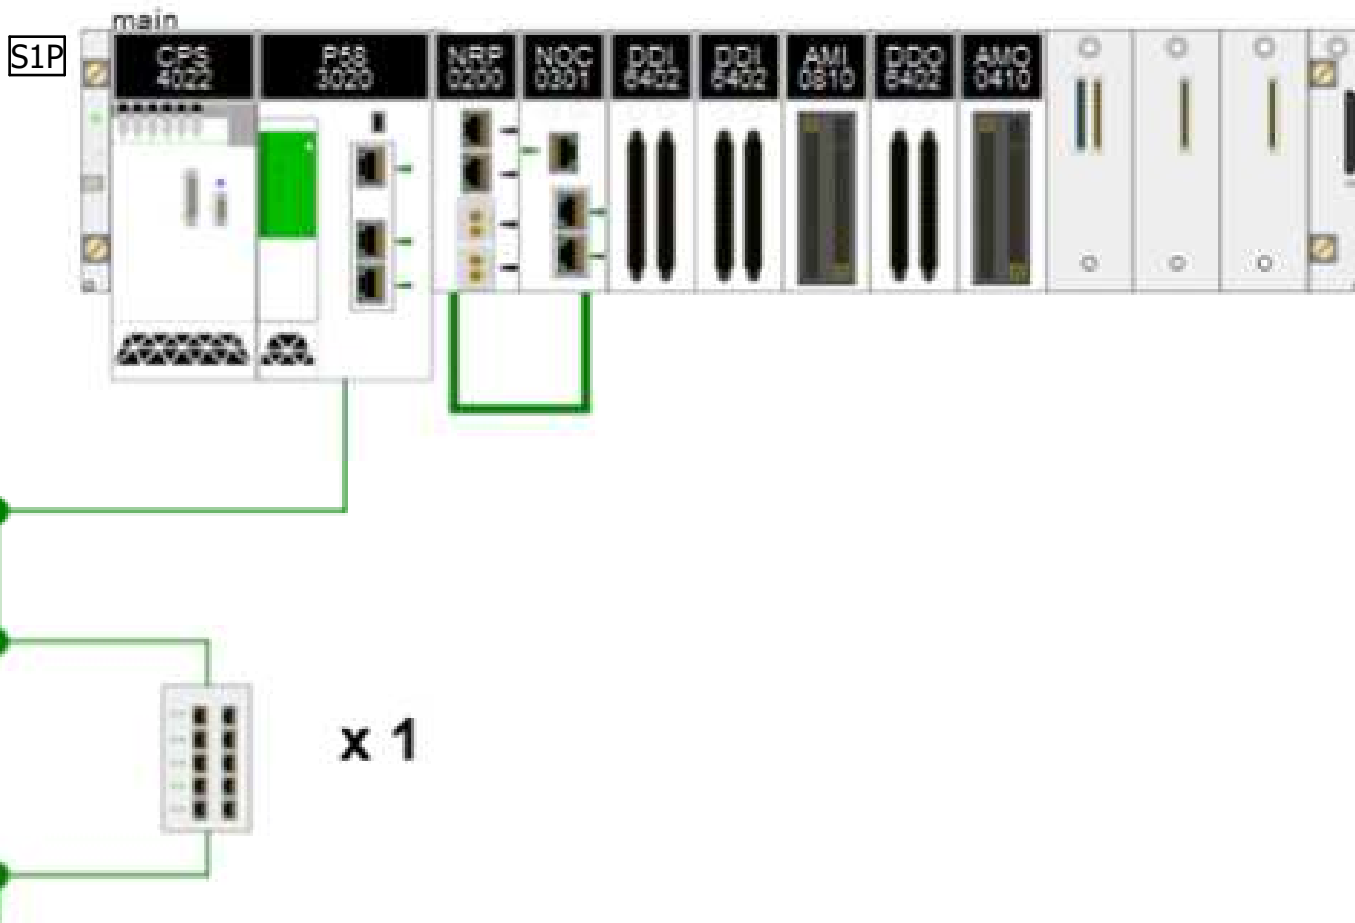 main
S1P
CPS
4022
P58
3020
NRP
0200
NOC
0301
DDI
6402
DDI
6402
AMI
0810
DDO
6402
AMO
0410
x 1